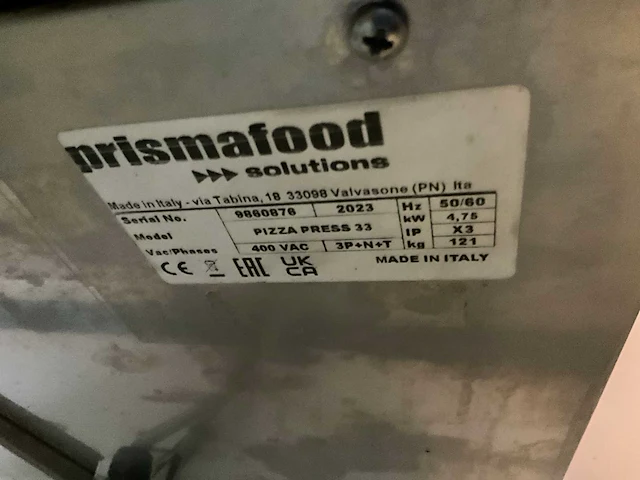 prismafood
solutions
Made in Italy - via Tabina, 18 33098 Valvasone (PN) Ita
Serial No. 9860876 2023 Hz 50/60
Model PIZZA PRESS 33 kW 4,75
IP X3
Vac/Phases 400 VAC 3P+N+T kg 121
CE EAC UKCA MADE IN ITALY